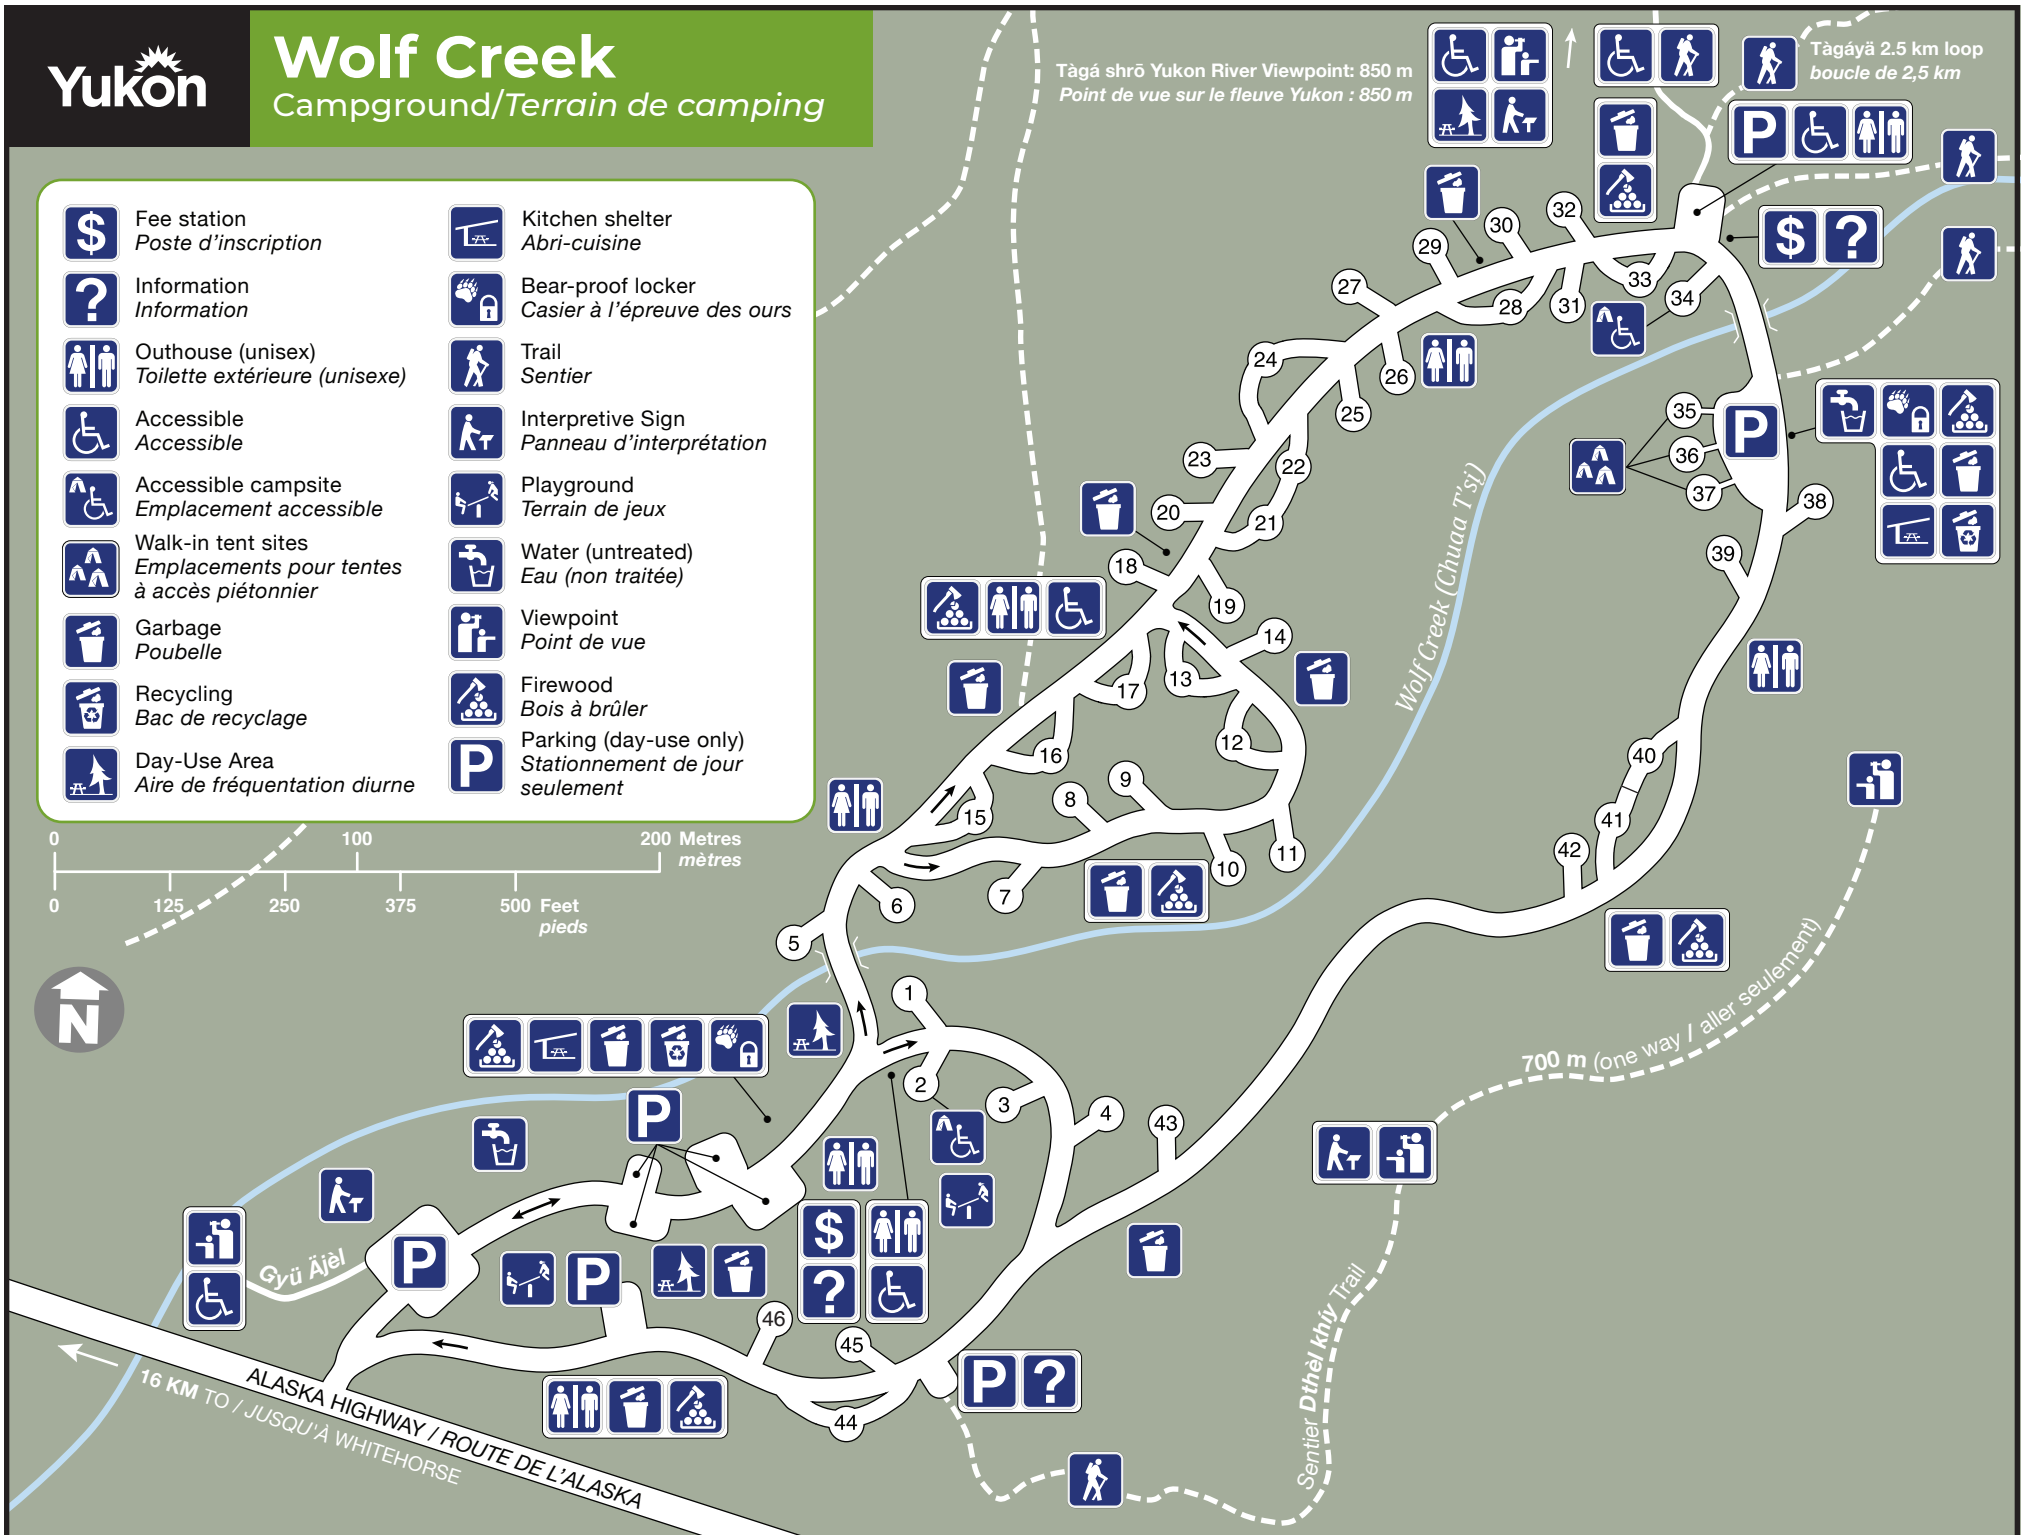 Yukon
Wolf Creek
Campground/Terrain de camping
Fee station
Poste d'inscription
Information
Information
Outhouse (unisex)
Toilette extérieure (unisexe)
Accessible
Accessible
Accessible campsite
Emplacement accessible
Walk-in tent sites
Emplacements pour tentes
à accès piétonnier
Garbage
Poubelle
Recycling
Bac de recyclage
Day-Use Area
Aire de fréquentation diurne
Kitchen shelter
Abri-cuisine
Bear-proof locker
Casier à l'épreuve des ours
Trail
Sentier
Interpretive Sign
Panneau d'interprétation
Playground
Terrain de jeux
Water (untreated)
Eau (non traitée)
Viewpoint
Point de vue
Firewood
Bois à brûler
P
Parking (day-use only)
Stationnement de jour
seulement
$
?
0 100 200 Metres
mètres
0 125 250 375 500 Feet
pieds
N
Tàgá shrō Yukon River Viewpoint: 850 m
Point de vue sur le fleuve Yukon : 850 m
Tàgáyä 2.5 km loop
boucle de 2,5 km
P
$ ?
32
30
29
33
27
34
28
31
24
26
25
35
P
36
23
22
37
38
20
21
39
18
19
14
13
17
12
40
16
9
8
15
41
42
11
10
7
6
5
Wolf Creek (Chuaa T'sij)
1
2
3
4
43
P
P
P
$
?
46
45
44
P ?
Gyü Äjèl
700 m (one way / aller seulement)
Sentier Dthèl khíy Trail
ALASKA HIGHWAY / ROUTE DE L'ALASKA
16 KM TO / JUSQU'À WHITEHORSE